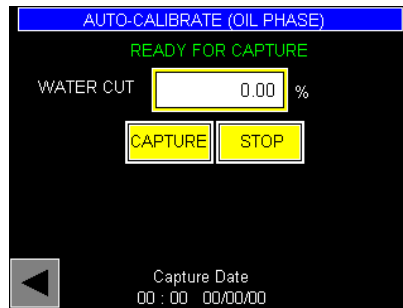 AUTO-CALIBRATE (OIL PHASE)
READY FOR CAPTURE
WATER CUT 0.00 %
CAPTURE STOP
Capture Date
00 : 00 00/00/00